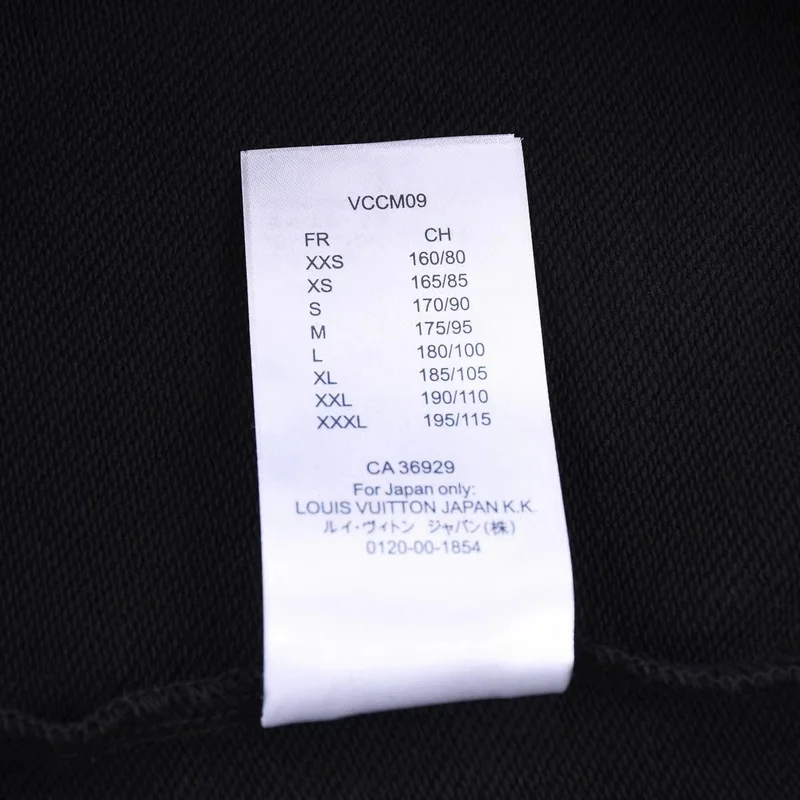 VCCM09
FR CH
XXS 160/80
XS 165/85
S 170/90
M 175/95
L 180/100
XL 185/105
XXL 190/110
XXXL 195/115
CA 36929
For Japan only:
LOUIS VUITTON JAPAN K.K.
ルイ・ヴィトン ジャパン(株)
0120-00-1854